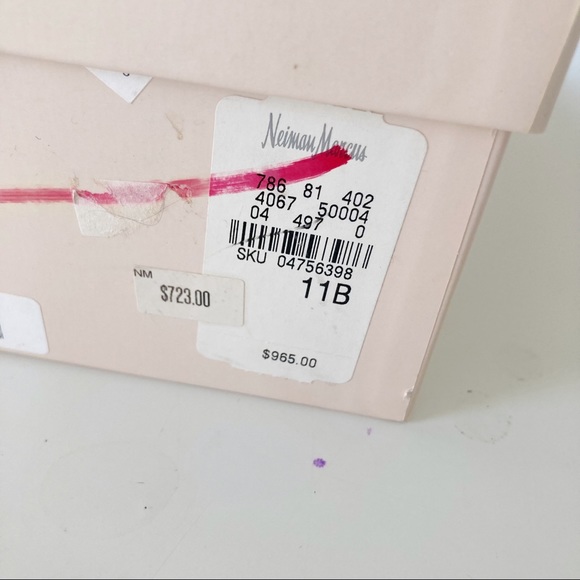 Neiman Marcus
786 81 402
4067 50004
04 497 0
SKU 04756398
11B
NM
$723.00
$965.00